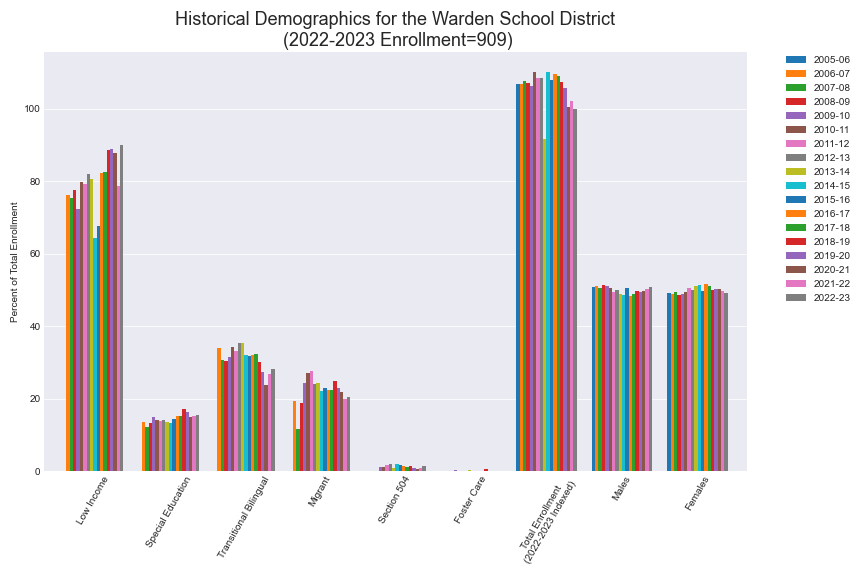 Historical Demographics for the Warden School District
(2022-2023 Enrollment=909)
Percent of Total Enrollment
100
80
60
40
20
0
Low Income
Special Education
Transitional Bilingual
Migrant
Section 504
Foster Care
Total Enrollment
(2022-2023 Indexed)
Males
Females
2005-06
2006-07
2007-08
2008-09
2009-10
2010-11
2011-12
2012-13
2013-14
2014-15
2015-16
2016-17
2017-18
2018-19
2019-20
2020-21
2021-22
2022-23